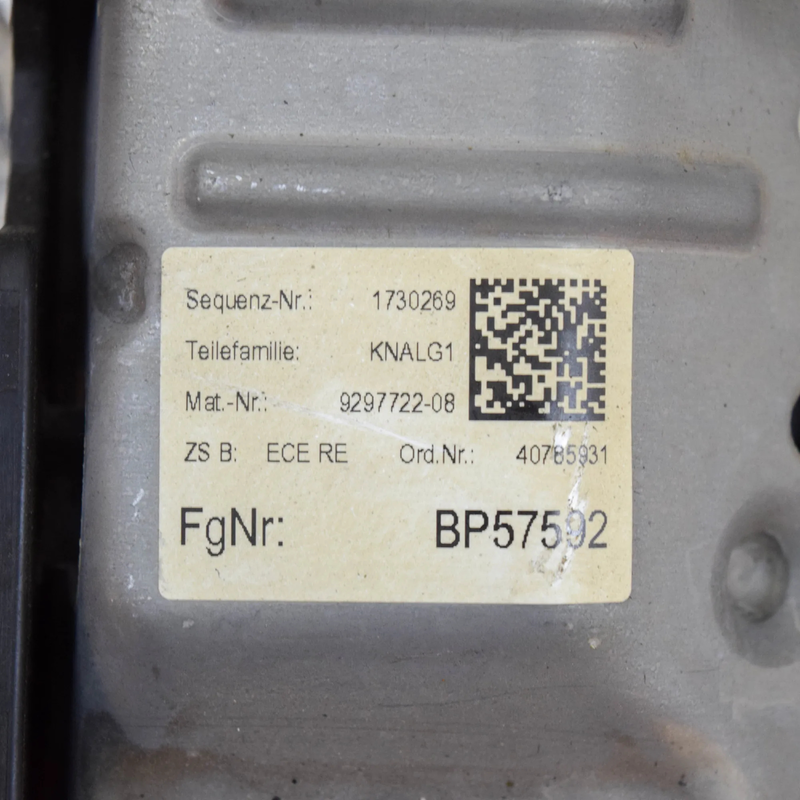 Sequenz-Nr.: 1730269
Teilefamilie: KNALG1
Mat.-Nr.: 9297722-08
ZS B: ECE RE Ord.Nr.: 40785931
FgNr: BP57592